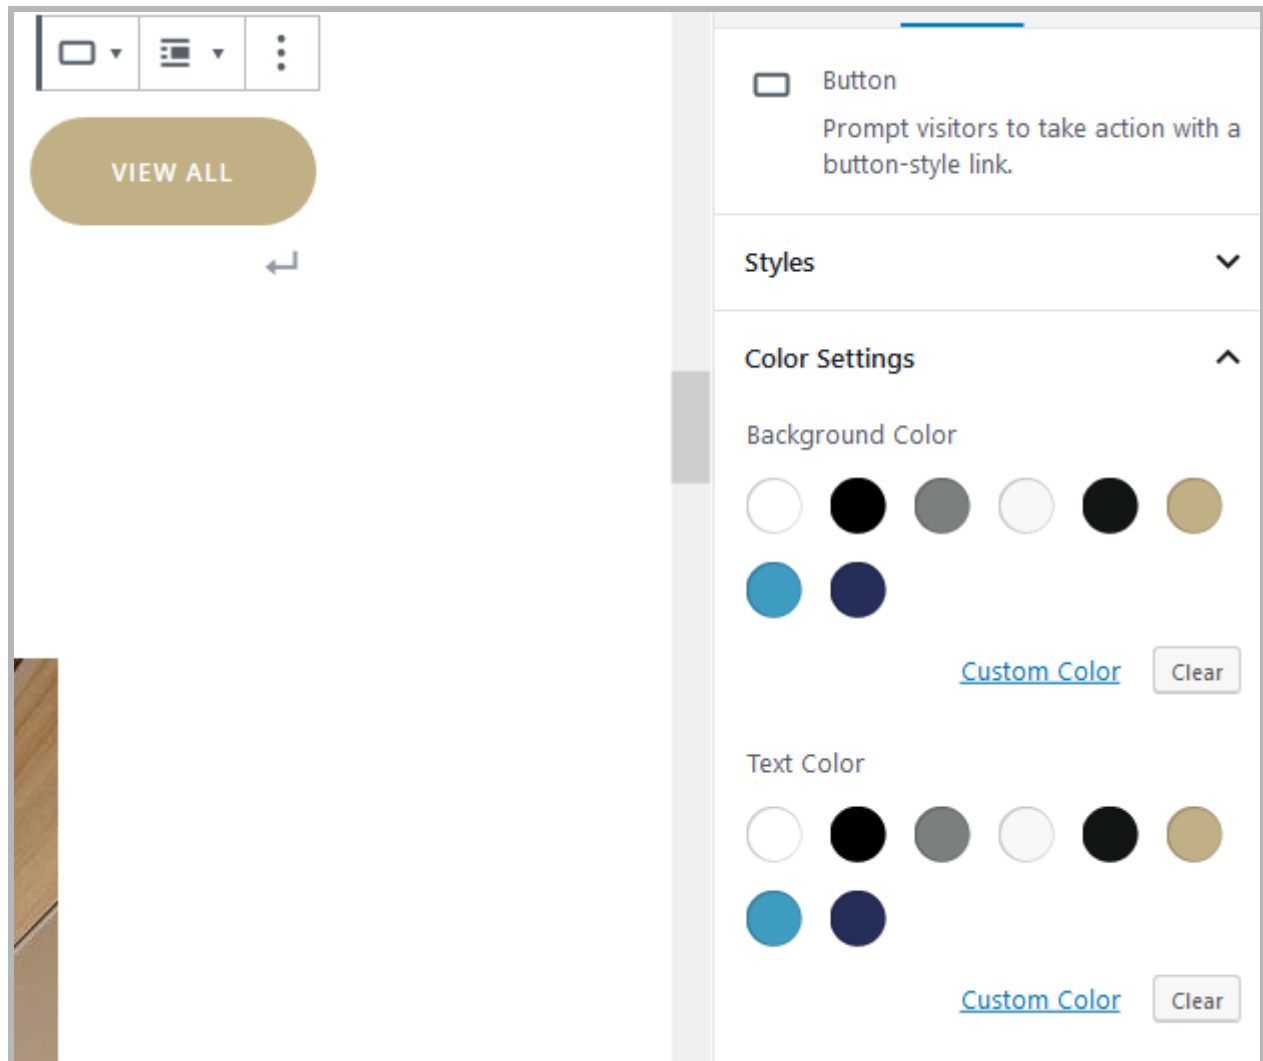 VIEW ALL
Button
Prompt visitors to take action with a
button-style link.
Styles
Color Settings
Background Color
Custom Color
Clear
Text Color
Custom Color
Clear